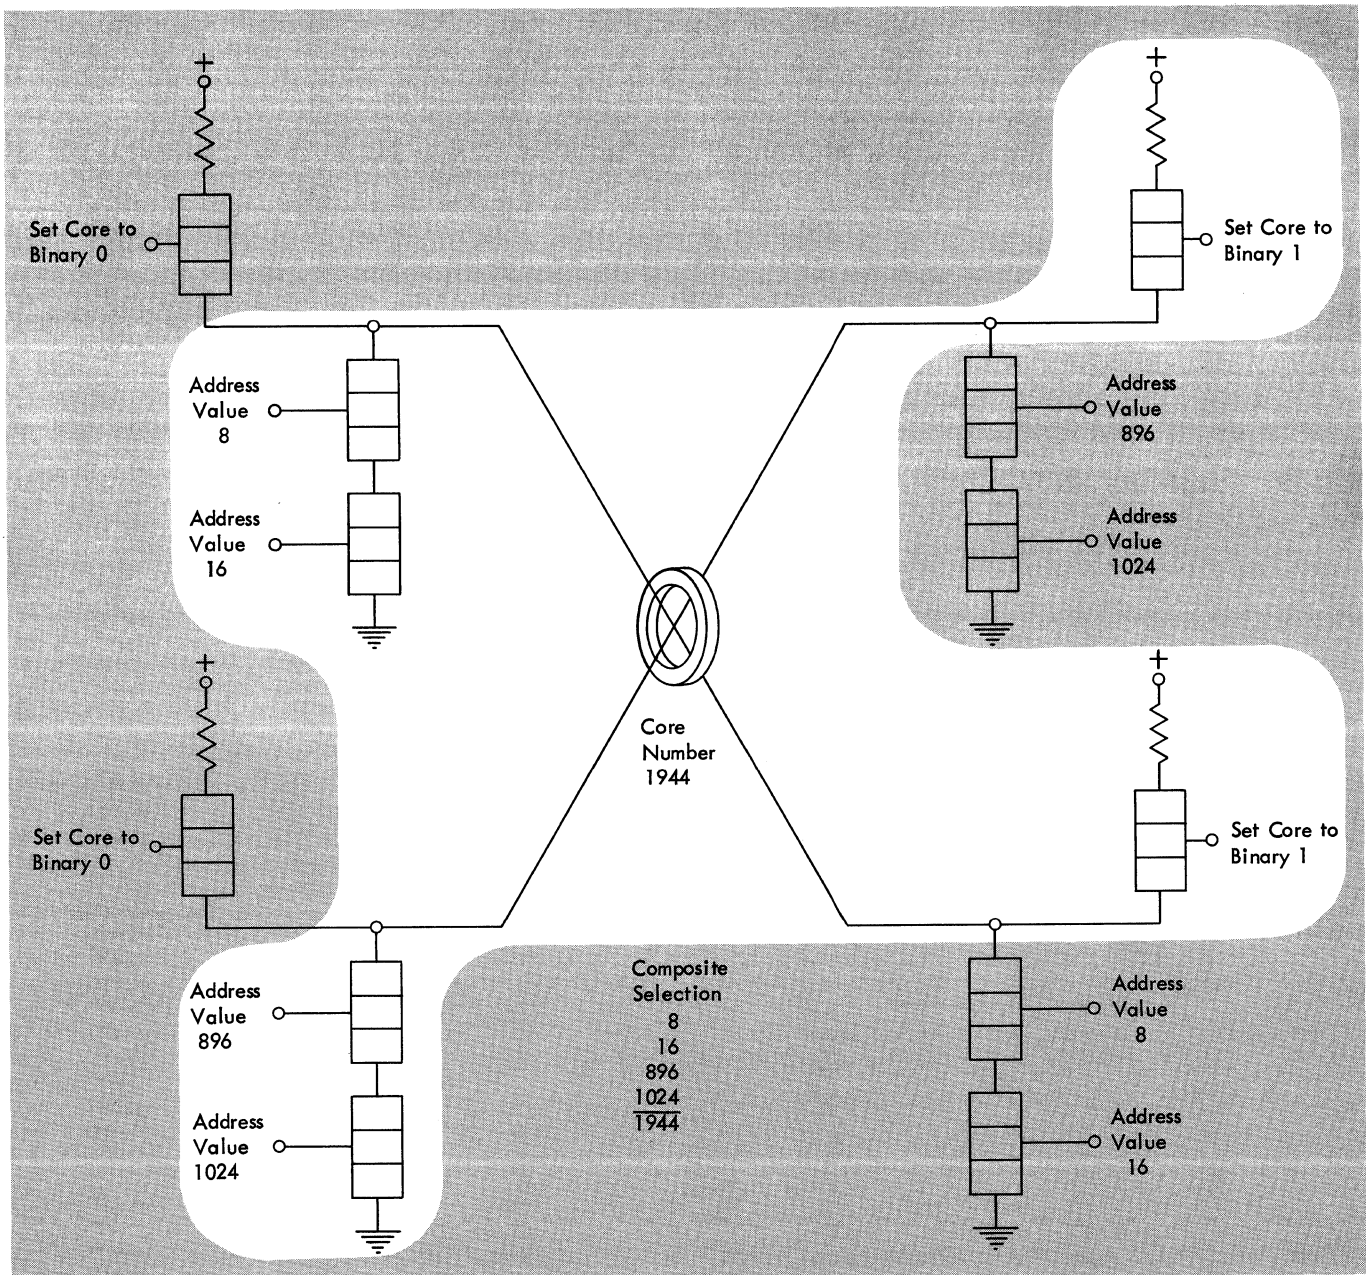 +
+
Set Core to
Binary 0
Set Core to
Binary 1
Address
Value
8
Address
Value
896
Address
Value
16
Address
Value
1024
+
+
Core
Number
1944
Set Core to
Binary 0
Set Core to
Binary 1
Address
Value
896
Composite
Selection
8
16
896
1024
1944
Address
Value
8
Address
Value
1024
Address
Value
16